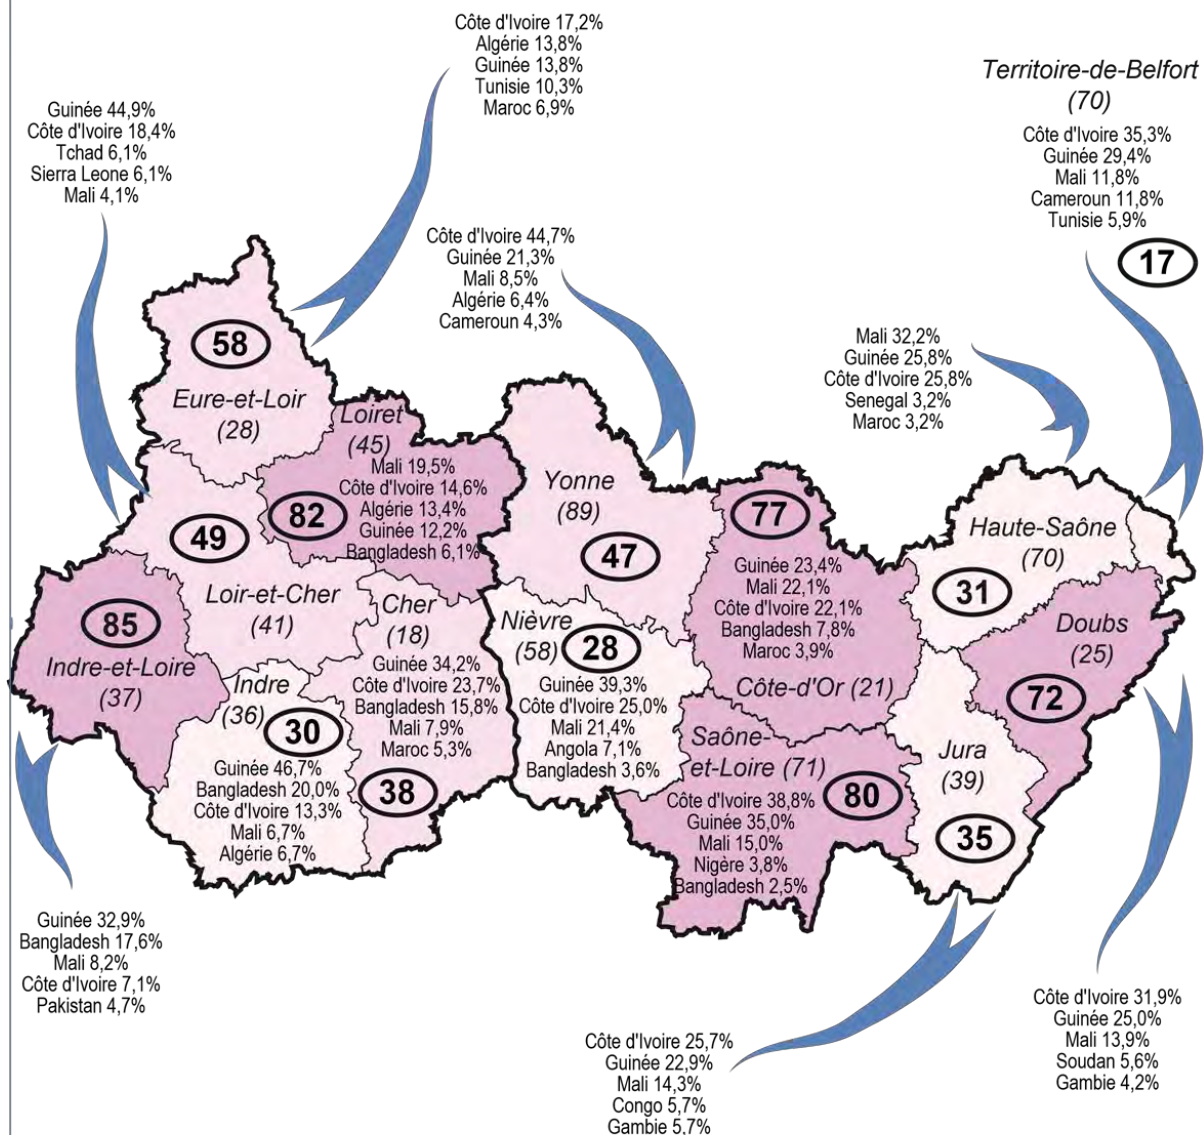 Côte d'Ivoire 17,2%
Algérie 13,8%
Guinée 13,8%
Tunisie 10,3%
Maroc 6,9%
Territoire-de-Belfort
(70)
Côte d'Ivoire 35,3%
Guinée 29,4%
Mali 11,8%
Cameroun 11,8%
Tunisie 5,9%
17
Guinée 44,9%
Côte d'Ivoire 18,4%
Tchad 6,1%
Sierra Leone 6,1%
Mali 4,1%
Côte d'Ivoire 44,7%
Guinée 21,3%
Mali 8,5%
Algérie 6,4%
Cameroun 4,3%
Mali 32,2%
Guinée 25,8%
Côte d'Ivoire 25,8%
Senegal 3,2%
Maroc 3,2%
58
Eure-et-Loir
(28)
Loiret
(45)
Mali 19,5%
Côte d'Ivoire 14,6%
Algérie 13,4%
Guinée 12,2%
Bangladesh 6,1%
82
Yonne
(89)
47
77
Guinée 23,4%
Mali 22,1%
Côte d'Ivoire 22,1%
Bangladesh 7,8%
Maroc 3,9%
Côte-d'Or (21)
Haute-Saône
(70)
31
49
Loir-et-Cher
(41)
85
Indre-et-Loire
(37)
Cher
(18)
Guinée 34,2%
Côte d'Ivoire 23,7%
Bangladesh 15,8%
Mali 7,9%
Maroc 5,3%
38
Nièvre
(58)
28
Guinée 39,3%
Côte d'Ivoire 25,0%
Mali 21,4%
Angola 7,1%
Bangladesh 3,6%
Doubs
(25)
72
Indre
(36)
30
Guinée 46,7%
Bangladesh 20,0%
Côte d'Ivoire 13,3%
Mali 6,7%
Algérie 6,7%
Saône-
et-Loire (71)
80
Côte d'Ivoire 38,8%
Guinée 35,0%
Mali 15,0%
Nigère 3,8%
Bangladesh 2,5%
Jura
(39)
35
Guinée 32,9%
Bangladesh 17,6%
Mali 8,2%
Côte d'Ivoire 7,1%
Pakistan 4,7%
Côte d'Ivoire 25,7%
Guinée 22,9%
Mali 14,3%
Congo 5,7%
Gambie 5,7%
Côte d'Ivoire 31,9%
Guinée 25,0%
Mali 13,9%
Soudan 5,6%
Gambie 4,2%